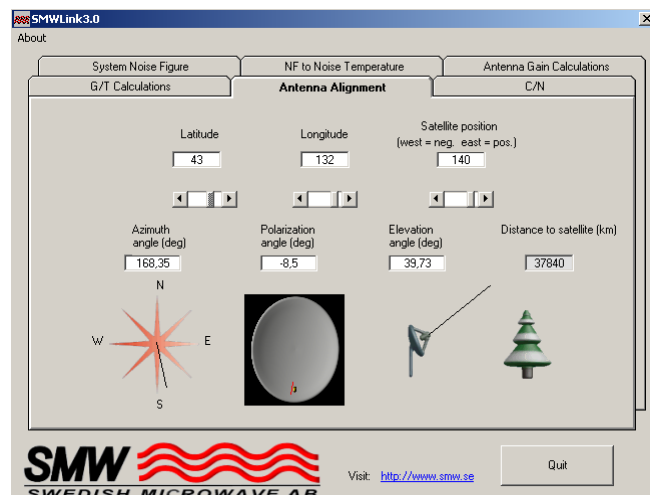 SMWLink3.0
About
System Noise Figure
NF to Noise Temperature
Antenna Gain Calculations
G/T Calculations
Antenna Alignment
C/N
Latitude
Longitude
Satellite position
(west = neg. east = pos.)
43
132
140
Azimuth
angle (deg)
Polarization
angle (deg)
Elevation
angle (deg)
Distance to satellite (km)
168,35
-8,5
39,73
37840
N
W
E
S
SMW
SWEDISH MICROWAVE AB
Visit: http://www.smw.se
Quit